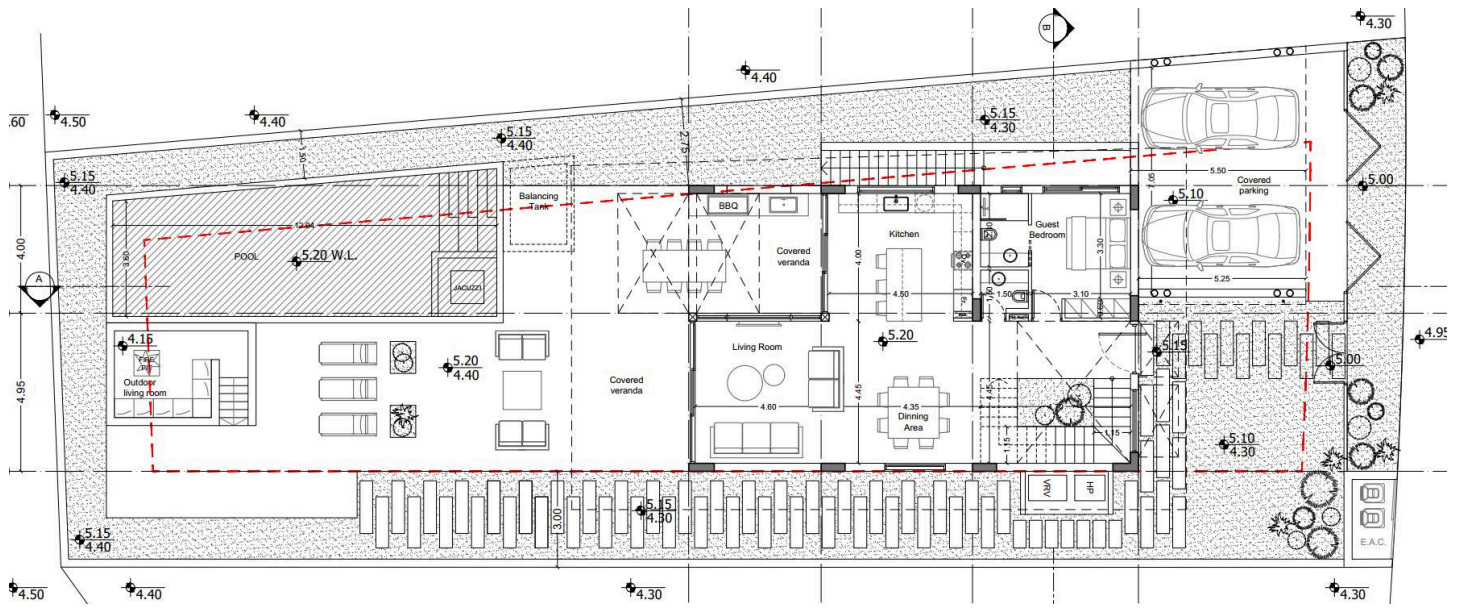 4.30
B
4.40
.60
4.50
4.40
5.15
4.30
5.15
4.40
1.50
2.75
5.15
4.40
5.50
7.05
Covered
parking
5.00
5.10
Balancing
Tank
BBQ
12.04
4.00
3.60
POOL
5.20 W.L.
Covered
veranda
Kitchen
4.00
Guest
Bedroom
3.30
A
JACUZZI
5.25
4.50
1.50
3.10
4.15
FIRE
PIT
Living Room
5.20
5.15
4.95
5.00
Outdoor
living room
5.20
4.40
Covered
veranda
4.95
4.45
4.45
4.60
4.35
Dinning
Area
1.15
1.15
5.10
4.30
VRV
HP
5.15
4.30
3.00
5.15
4.40
E.A.C.
4.50
4.40
4.30
4.30